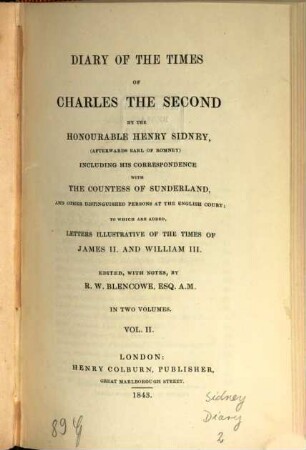 DIARY OF THE TIMES
OF
CHARLES THE SECOND
BY THE
HONOURABLE HENRY SIDNEY,
(AFTERWARDS EARL OF ROMNEY)
INCLUDING HIS CORRESPONDENCE
WITH
THE COUNTESS OF SUNDERLAND,
AND OTHER DISTINGUISHED PERSONS AT THE ENGLISH COURT;
TO WHICH ARE ADDED,
LETTERS ILLUSTRATIVE OF THE TIMES OF
JAMES II. AND WILLIAM III.
EDITED, WITH NOTES, BY
R. W. BLENCOWE, ESQ. A.M.
IN TWO VOLUMES.
VOL. II.
LONDON:
HENRY COLBURN, PUBLISHER,
GREAT MARLBOROUGH STREET.
1843.
Sidney
Diary
2